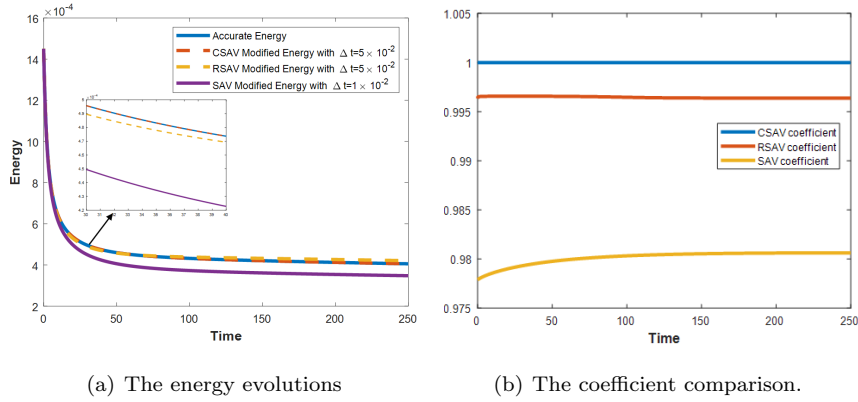 16 × 10⁻⁴
14
12
10
8
6
4
2
0
50
100
150
200
250
Time
Energy
Accurate Energy
CSAV Modified Energy with Δ t=5× 10⁻²
RSAV Modified Energy with Δ t=5× 10⁻²
SAV Modified Energy with Δ t=1× 10⁻²
1.005
1
0.995
0.99
0.985
0.98
0.975
0
50
100
150
200
250
Time
CSAV coefficient
RSAV coefficient
SAV coefficient
(a) The energy evolutions
(b) The coefficient comparison.